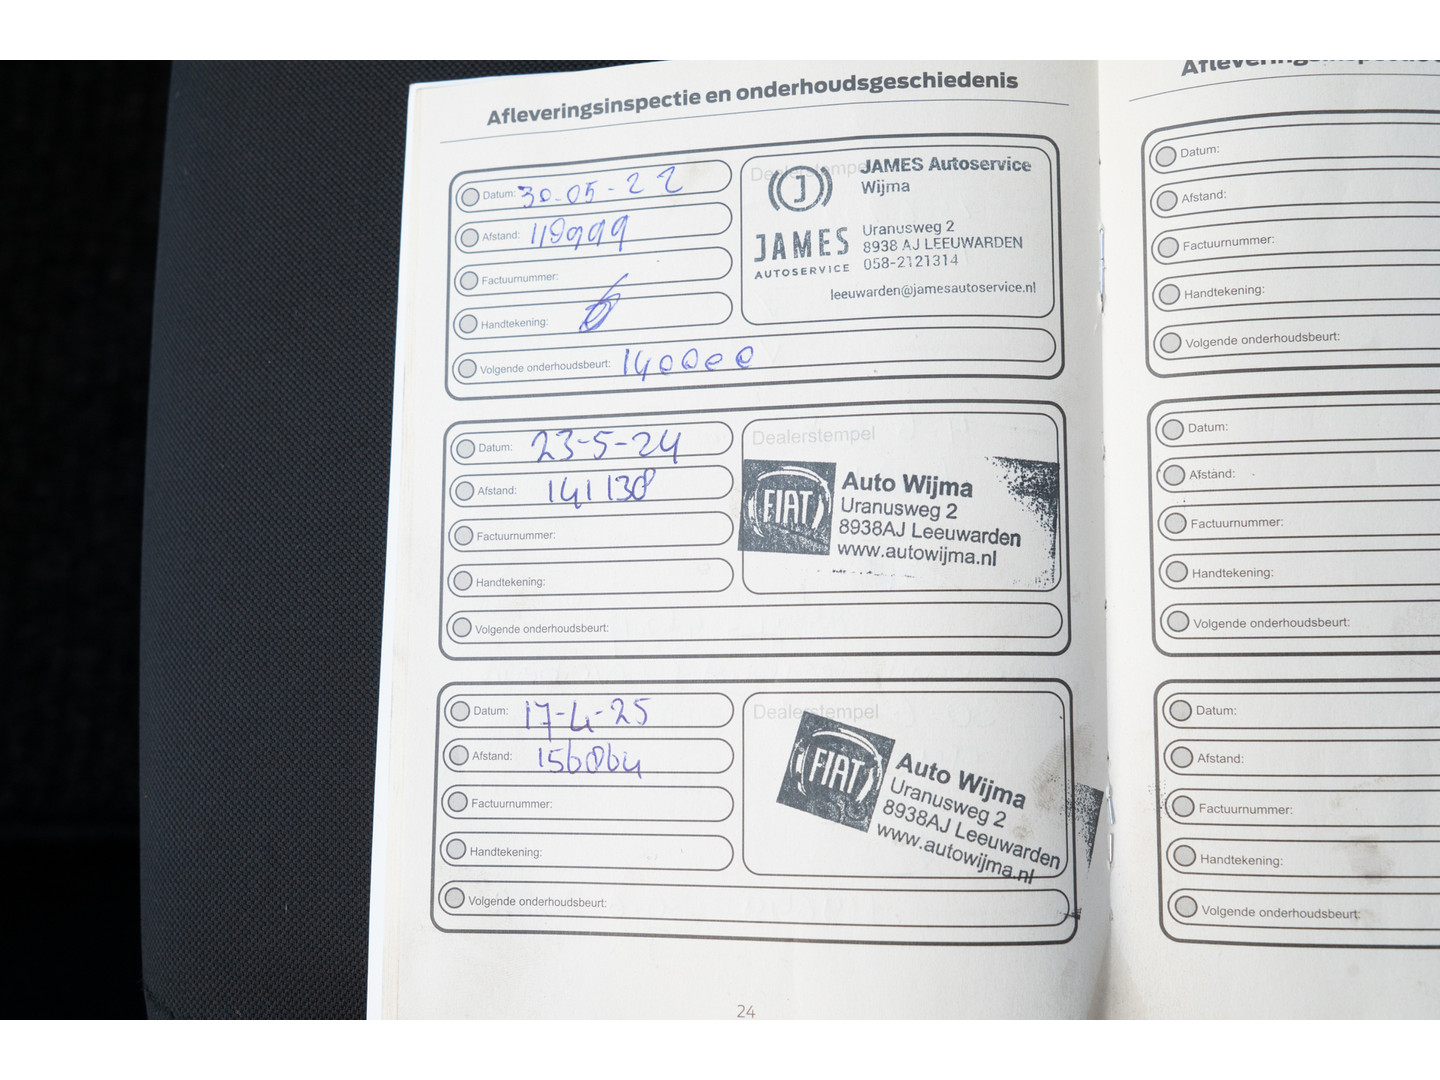 Afleveringsinspectie en onderhoudsgeschiedenis
Datum: 30-05-22
Afstand: 119999
Factuurnummer:
Handtekening:
Volgende onderhoudsbeurt: 140000
Dealerstempel
JAMES Autoservice
Wijma
J
JAMES
AUTOSERVICE
Uranusweg 2
8938 AJ LEEUWARDEN
058-2121314
leeuwarden@jamesautoservice.nl
Datum: 23-5-24
Afstand: 141138
Factuurnummer:
Handtekening:
Volgende onderhoudsbeurt:
Dealerstempel
FIAT
Auto Wijma
Uranusweg 2
8938AJ Leeuwarden
www.autowijma.nl
Datum: 17-4-25
Afstand: 156064
Factuurnummer:
Handtekening:
Volgende onderhoudsbeurt:
Dealerstempel
FIAT
Auto Wijma
Uranusweg 2
8938AJ Leeuwarden
www.autowijma.nl
24
Datum:
Afstand:
Factuurnummer:
Handtekening:
Volgende onderhoudsbeurt:
Datum:
Afstand:
Factuurnummer:
Handtekening:
Volgende onderhoudsbeurt:
Datum:
Afstand:
Factuurnummer:
Handtekening:
Volgende onderhoudsbeurt: